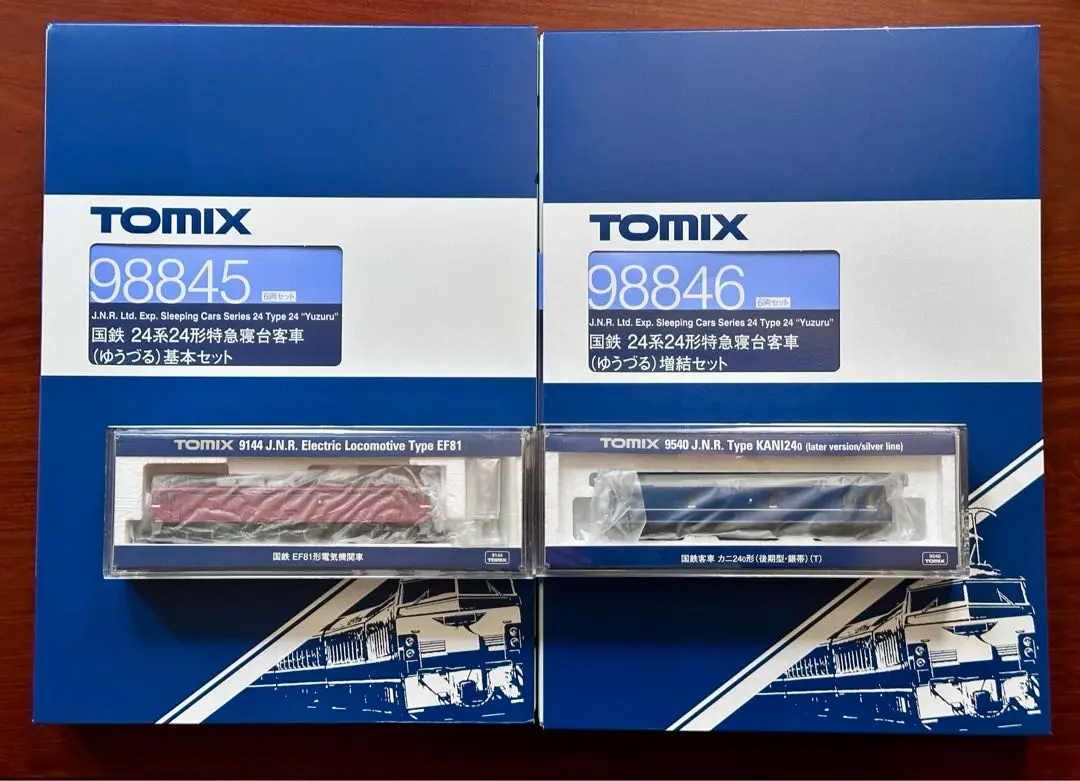 TOMIX
98845 6両セット
J.N.R. Ltd. Exp. Sleeping Cars Series 24 Type 24 "Yuzuru"
国鉄 24系24形特急寝台客車
(ゆうづる)基本セット
TOMIX
98846 6両セット
J.N.R. Ltd. Exp. Sleeping Cars Series 24 Type 24 "Yuzuru"
国鉄 24系24形特急寝台客車
(ゆうづる)増結セット
TOMIX 9144 J.N.R. Electric Locomotive Type EF81
国鉄 EF81形電気機関車
9144
TOMIX
TOMIX 9540 J.N.R. Type KANI240 (later version/silver line)
国鉄客車 カニ240形(後期型・銀帯)(T)
9540
TOMIX